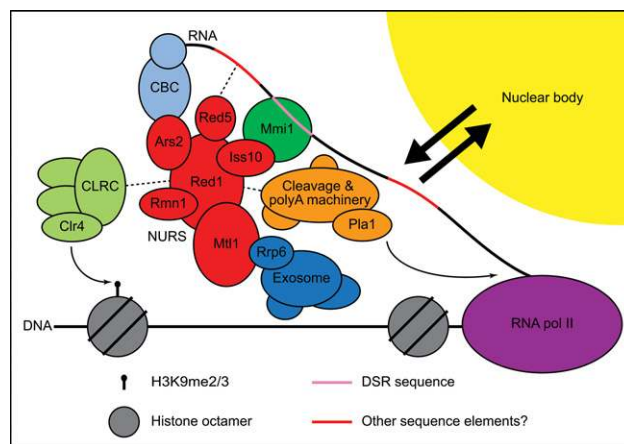 RNA
CBC
Nuclear body
Red5
Mmi1
Ars2
Iss10
CLRC
Red1
Cleavage &
polyA machinery
Rmn1
Clr4
Pla1
NURS
Mtl1
Rrp6
Exosome
DNA
RNA pol II
H3K9me2/3
DSR sequence
Histone octamer
Other sequence elements?